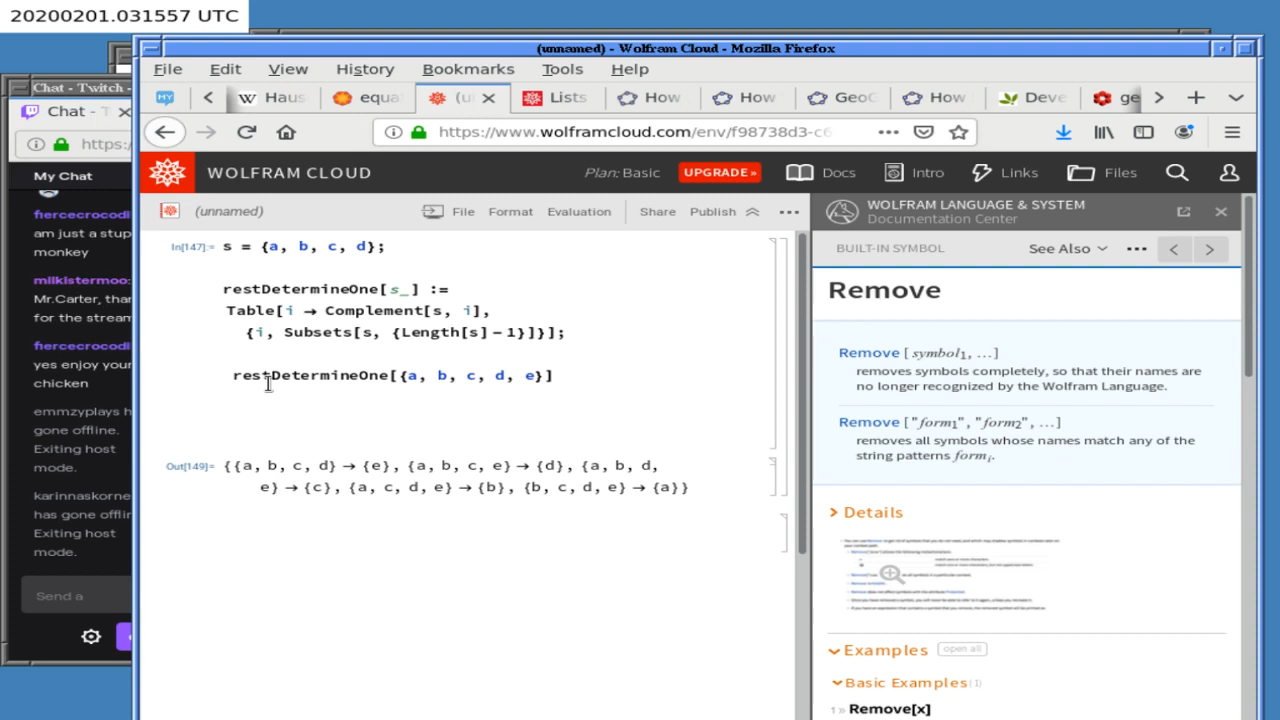 20200201.031557 UTC
(unnamed) - Wolfram Cloud - Mozilla Firefox
File Edit View History Bookmarks Tools Help
Chat - Twitch -
Chat - T
W Haus
equa
(u
Lists
How
How
GeoG
How
Deve
ge
https:/
https://www.wolframcloud.com/env/f98738d3-c6
My Chat
fiercecrocodi
am just a stup
monkey
milkistermoo:
Mr.Carter, than
for the stream
fiercecrocodi
yes enjoy your
chicken
emmzyplays h
gone offline.
Exiting host
mode.
karinnaskorne
has gone offlin
Exiting host
mode.
Send a
WOLFRAM CLOUD
Plan: Basic UPGRADE »
Docs Intro Links Files
(unnamed)
File Format Evaluation Share Publish
In[147]:= s = {a, b, c, d};
restDetermineOne[s_] :=
Table[i → Complement[s, i],
{i, Subsets[s, {Length[s] - 1}]}];
restDetermineOne[{a, b, c, d, e}]
Out[149]= {{a, b, c, d} → {e}, {a, b, c, e} → {d}, {a, b, d,
e} → {c}, {a, c, d, e} → {b}, {b, c, d, e} → {a}}
WOLFRAM LANGUAGE & SYSTEM
Documentation Center
BUILT-IN SYMBOL
See Also
Remove
Remove[symbol1, …]
removes symbols completely, so that their names are
no longer recognized by the Wolfram Language.
Remove["form1", "form2", …]
removes all symbols whose names match any of the
string patterns formi.
Details
Examples open all
Basic Examples (1)
Remove[x]